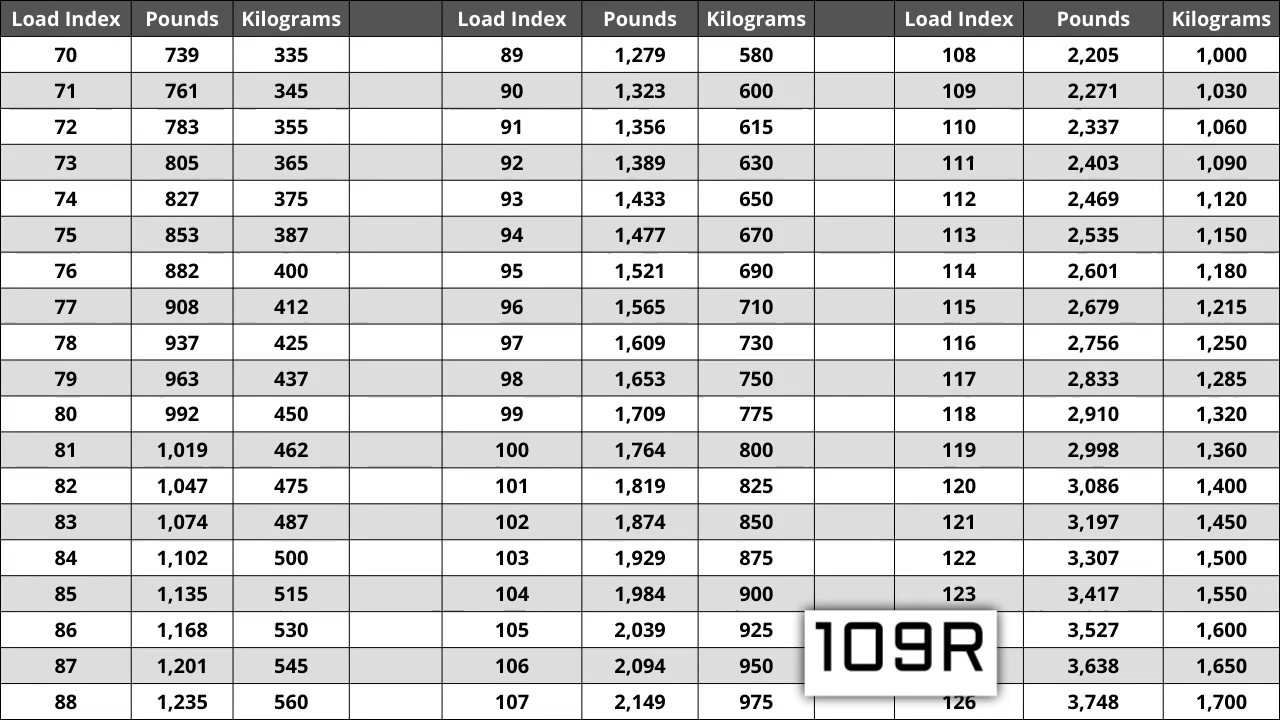 Load Index Pounds Kilograms Load Index Pounds Kilograms Load Index Pounds Kilograms
70 739 335 89 1,279 580 108 2,205 1,000
71 761 345 90 1,323 600 109 2,271 1,030
72 783 355 91 1,356 615 110 2,337 1,060
73 805 365 92 1,389 630 111 2,403 1,090
74 827 375 93 1,433 650 112 2,469 1,120
75 853 387 94 1,477 670 113 2,535 1,150
76 882 400 95 1,521 690 114 2,601 1,180
77 908 412 96 1,565 710 115 2,679 1,215
78 937 425 97 1,609 730 116 2,756 1,250
79 963 437 98 1,653 750 117 2,833 1,285
80 992 450 99 1,709 775 118 2,910 1,320
81 1,019 462 100 1,764 800 119 2,998 1,360
82 1,047 475 101 1,819 825 120 3,086 1,400
83 1,074 487 102 1,874 850 121 3,197 1,450
84 1,102 500 103 1,929 875 122 3,307 1,500
85 1,135 515 104 1,984 900 123 3,417 1,550
86 1,168 530 105 2,039 925 3,527 1,600
109R
87 1,201 545 106 2,094 950 3,638 1,650
88 1,235 560 107 2,149 975 126 3,748 1,700